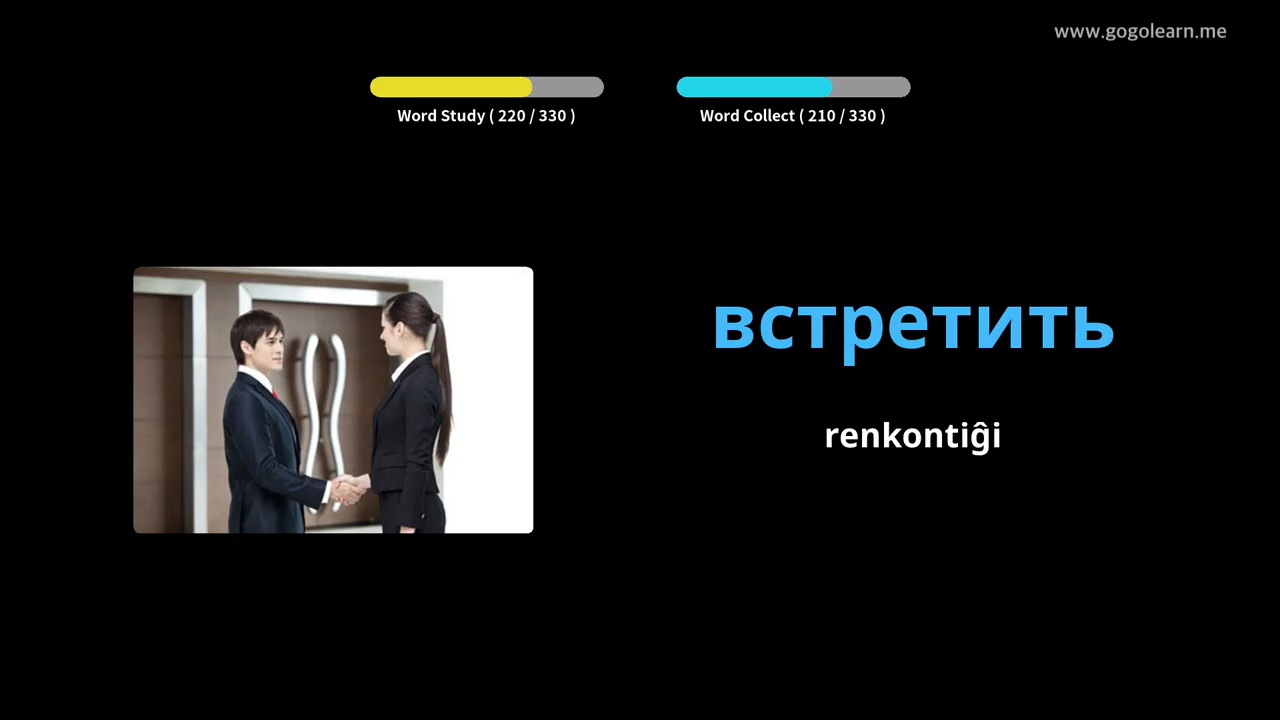 www.gogolearn.me
Word Study ( 220 / 330 )
Word Collect ( 210 / 330 )
встретить
renkontiĝi